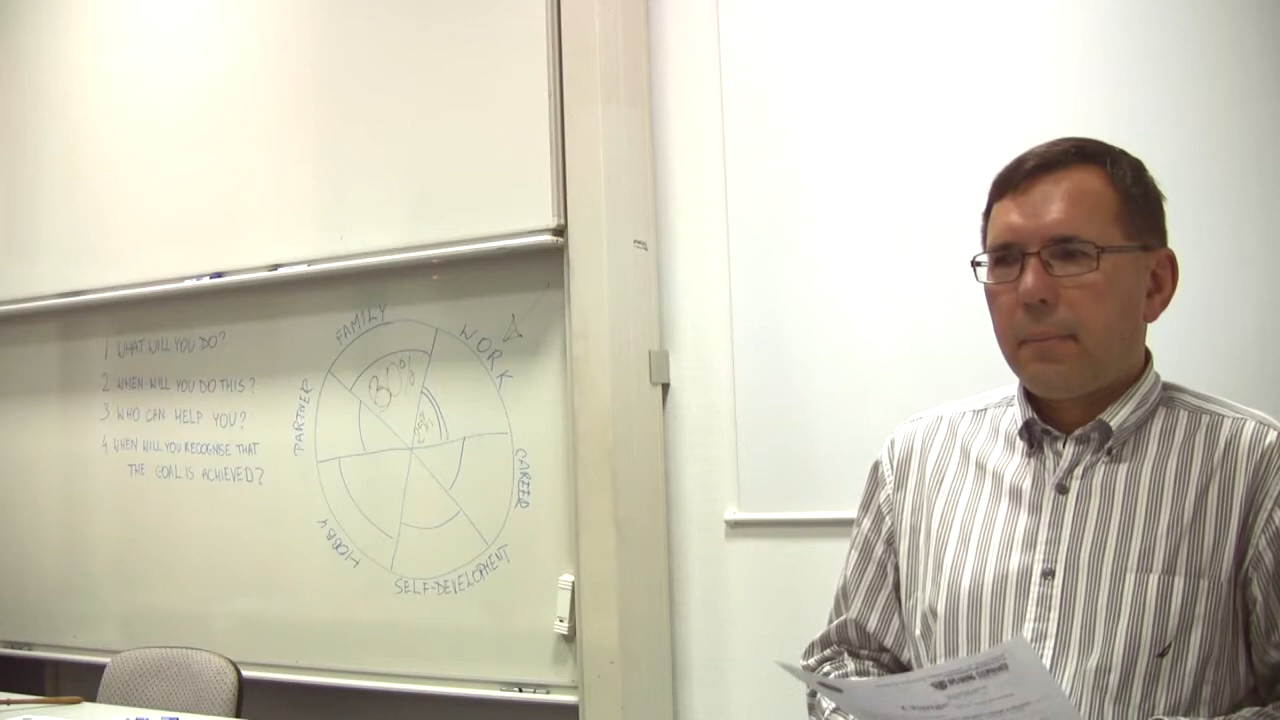 1 WHAT WILL YOU DO?
2 WHEN WILL YOU DO THIS?
3 WHO CAN HELP YOU?
4 WHEN WILL YOU RECOGNISE THAT
THE GOAL IS ACHIEVED?
FAMILY
WORK
PARTNER
80%
CAREER
HOBBY
SELF-DEVELOPMENT